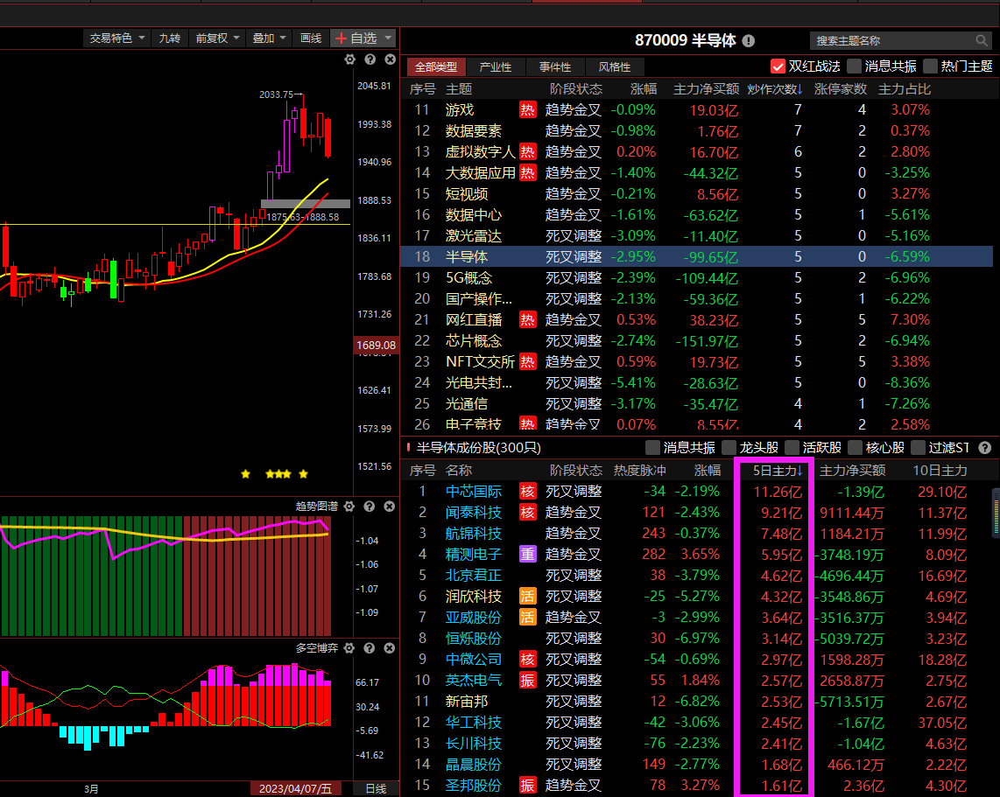 交易特色 九转 前复权 叠加 画线 自选
870009 半导体
搜索主题名称
全部类型 产业性 事件性 风格性 双红战法 消息共振 热门主题
序号 主题 阶段状态 涨幅 主力净买额 炒作次数↓ 涨停家数 主力占比
11 游戏 热 趋势金叉 -0.09% 19.03亿 7 4 3.07%
12 数据要素 趋势金叉 -0.98% 1.76亿 7 2 0.37%
13 虚拟数字人 热 趋势金叉 0.20% 16.70亿 6 2 2.80%
14 大数据应用 热 趋势金叉 -1.40% -44.32亿 5 0 -3.25%
15 短视频 趋势金叉 -0.21% 8.56亿 5 0 3.27%
16 数据中心 趋势金叉 -1.61% -63.62亿 5 1 -5.61%
17 激光雷达 死叉调整 -3.09% -11.40亿 5 0 -5.16%
18 半导体 死叉调整 -2.95% -99.65亿 5 0 -6.59%
19 5G概念 死叉调整 -2.39% -109.44亿 5 2 -6.96%
20 国产操作... 死叉调整 -2.13% -59.36亿 5 1 -6.22%
21 网红直播 热 趋势金叉 0.53% 38.23亿 5 5 7.30%
22 芯片概念 死叉调整 -2.74% -151.97亿 5 2 -6.94%
23 NFT文交所 热 趋势金叉 0.59% 19.73亿 5 5 3.38%
24 光电共封... 死叉调整 -5.41% -28.63亿 5 0 -8.36%
25 光通信 死叉调整 -3.17% -35.47亿 4 1 -7.26%
26 电子竞技 热 趋势金叉 0.07% 8.55亿 4 2 2.58%
半导体成份股(300只) 消息共振 龙头股 活跃股 核心股 过滤ST
序号 名称 阶段状态 热度脉冲 涨幅 5日主力↓ 主力净买额 10日主力
1 中芯国际 核 死叉调整 -34 -2.19% 11.26亿 -1.39亿 29.10亿
2 闻泰科技 核 趋势金叉 121 -2.43% 9.21亿 9111.44万 11.37亿
3 航锦科技 趋势金叉 243 -0.37% 7.48亿 1184.21万 11.99亿
4 精测电子 重 趋势金叉 282 3.65% 5.95亿 -3748.19万 8.09亿
5 北京君正 死叉调整 38 -3.79% 4.62亿 -4696.44万 16.69亿
6 润欣科技 活 死叉调整 -25 -5.27% 4.32亿 -3548.86万 4.69亿
7 亚威股份 活 死叉调整 -3 -2.99% 3.64亿 -3516.37万 3.94亿
8 恒烁股份 死叉调整 30 -6.97% 3.14亿 -5039.72万 3.23亿
9 中微公司 核 死叉调整 -54 -0.69% 2.97亿 1598.28万 18.28亿
10 英杰电气 振 死叉调整 55 1.84% 2.57亿 2658.87万 2.75亿
11 新宙邦 死叉调整 12 -6.82% 2.53亿 -5713.51万 2.67亿
12 华工科技 死叉调整 -42 -3.06% 2.45亿 -1.67亿 37.05亿
13 长川科技 死叉调整 -76 -2.23% 2.41亿 -1.04亿 4.63亿
14 晶晨股份 死叉调整 149 -2.77% 1.68亿 466.12万 2.22亿
15 圣邦股份 振 趋势金叉 78 3.27% 1.61亿 2.36亿 4.30亿
2045.81
2033.75
1993.38
1940.96
1888.53
1875.63-1888.58
1836.11
1783.68
1731.26
1689.08
1626.41
1573.99
1521.56
趋势图谱
-1.04
-1.06
-1.07
-1.09
多空博弈
66.17
30.24
-5.69
-41.62
3月 2023/04/07/五 日线